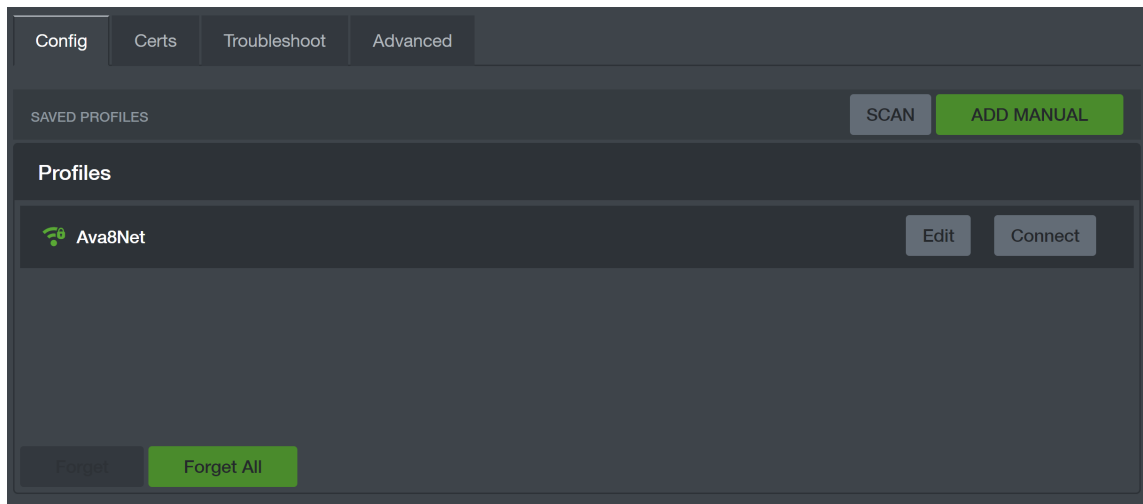 Config Certs Troubleshoot Advanced
SAVED PROFILES SCAN ADD MANUAL
Profiles
Ava8Net Edit Connect
Forget Forget All